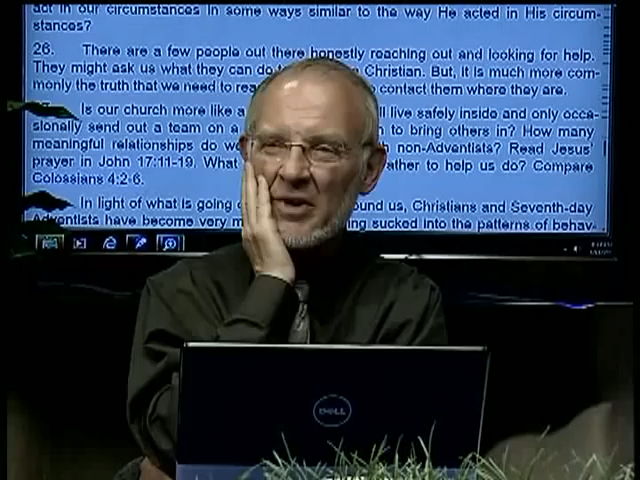 act in our circumstances in some ways similar to the way He acted in His circum-
stances?
26. There are a few people out there honestly reaching out and looking for help.
They might ask us what they can do Christian. But, it is much more com-
monly the truth that we need to contact them where they are.
Is our church more like a live safely inside and only occa-
sionally send out a team on a to bring others in? How many
meaningful relationships do non-Adventists? Read Jesus'
prayer in John 17:11-19. What to help us do? Compare
Colossians 4:2-6.
In light of what is going us, Christians and Seventh-day
Adventists have become very sucked into the patterns of behav-
DELL